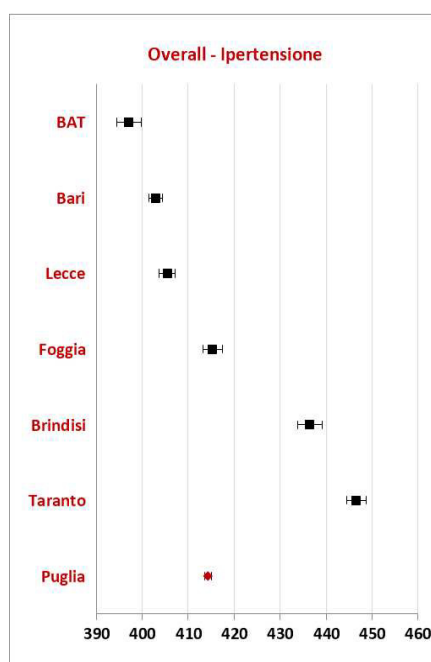 Overall - Ipertensione
BAT
Bari
Lecce
Foggia
Brindisi
Taranto
Puglia
390 400 410 420 430 440 450 460